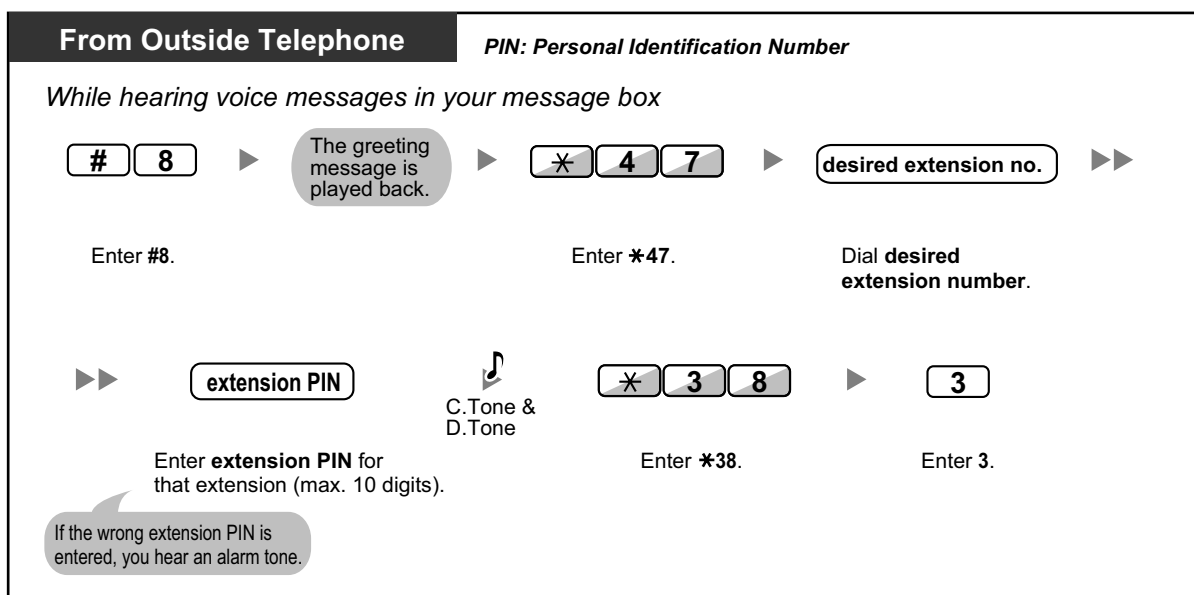 From Outside Telephone
PIN: Personal Identification Number
While hearing voice messages in your message box
# 8
The greeting
message is
played back.
* 4 7
desired extension no.
Enter #8.
Enter *47.
Dial desired
extension number.
extension PIN
C.Tone &
D.Tone
* 3 8
3
Enter extension PIN for
that extension (max. 10 digits).
Enter *38.
Enter 3.
If the wrong extension PIN is
entered, you hear an alarm tone.